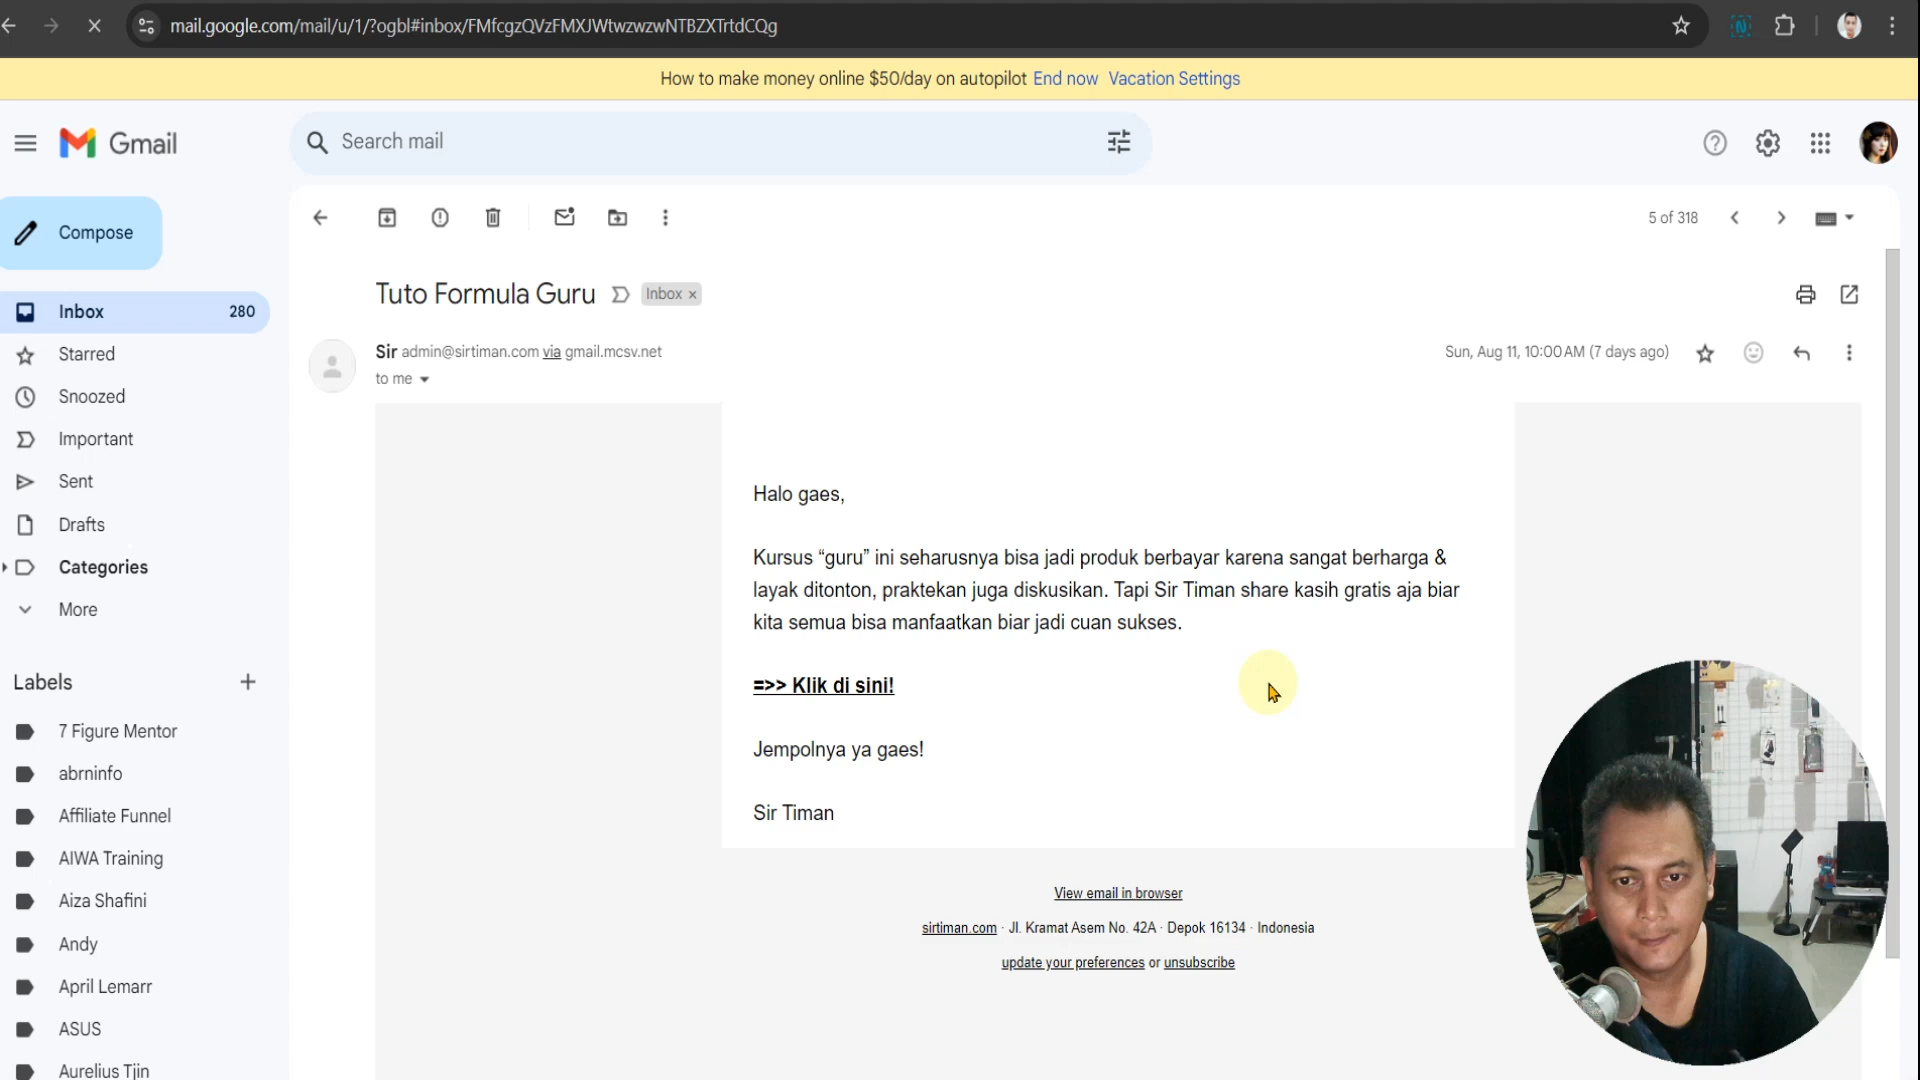 mail.google.com/mail/u/1/?ogbl#inbox/FMfcgzQVzFMXJWtwzwzwNTBZXTrtdCQg
How to make money online $50/day on autopilot End now Vacation Settings
Gmail
Search mail
Compose
5 of 318
Inbox 280
Starred
Snoozed
Important
Sent
Drafts
Categories
More
Labels +
7 Figure Mentor
abrninfo
Affiliate Funnel
AIWA Training
Aiza Shafini
Andy
April Lemarr
ASUS
Aurelius Tjin
Tuto Formula Guru Inbox ×
Sir admin@sirtiman.com via gmail.mcsv.net
Sun, Aug 11, 10:00 AM (7 days ago)
to me
Halo gaes,
Kursus “guru” ini seharusnya bisa jadi produk berbayar karena sangat berharga &
layak ditonton, praktekan juga diskusikan. Tapi Sir Timan share kasih gratis aja biar
kita semua bisa manfaatkan biar jadi cuan sukses.
=>> Klik di sini!
Jempolnya ya gaes!
Sir Timan
View email in browser
sirtiman.com · Jl. Kramat Asem No. 42A · Depok 16134 · Indonesia
update your preferences or unsubscribe